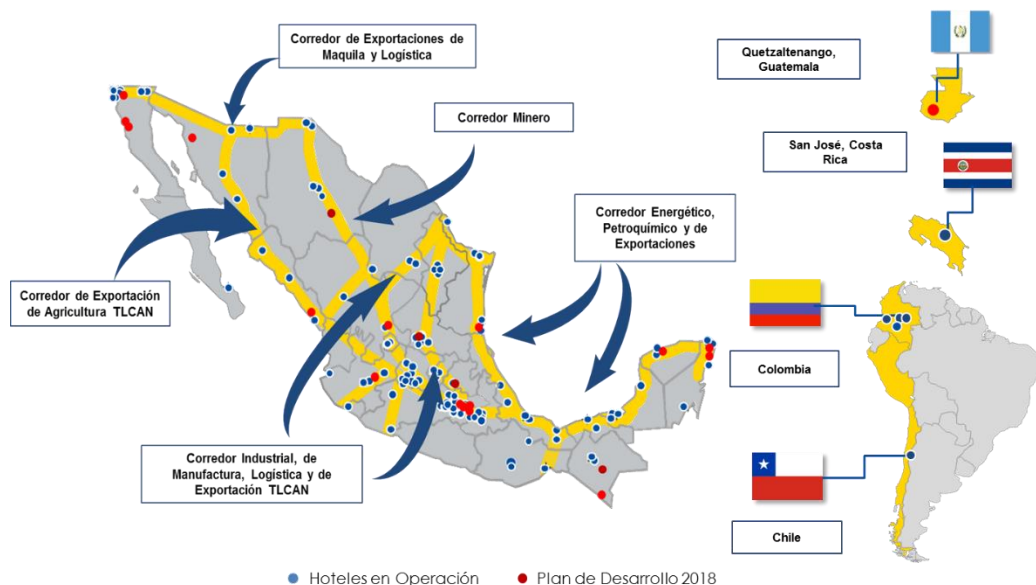 Corredor de Exportaciones de
Maquila y Logística
Quetzaltenango,
Guatemala
Corredor Minero
San José, Costa
Rica
Corredor Energético,
Petroquímico y de
Exportaciones
Corredor de Exportación
de Agricultura TLCAN
Colombia
Corredor Industrial, de
Manufactura, Logística y de
Exportación TLCAN
Chile
Hoteles en Operación
Plan de Desarrollo 2018